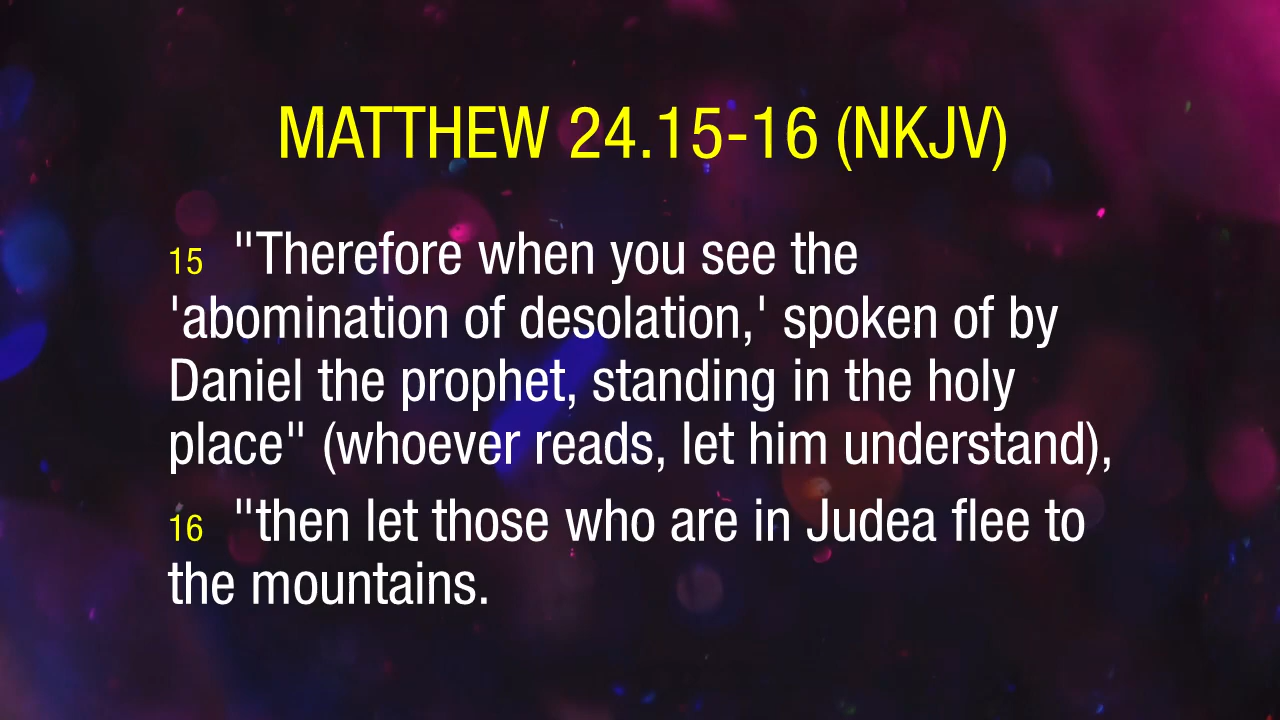 MATTHEW 24.15-16 (NKJV)
15 "Therefore when you see the
'abomination of desolation,' spoken of by
Daniel the prophet, standing in the holy
place" (whoever reads, let him understand),
16 "then let those who are in Judea flee to
the mountains.